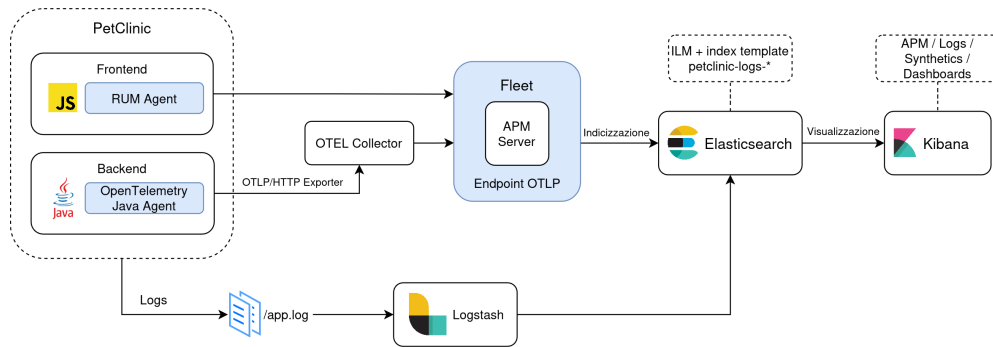 PetClinic
Frontend
JS
RUM Agent
Backend
Java
OpenTelemetry
Java Agent
OTLP/HTTP Exporter
OTEL Collector
Fleet
APM
Server
Endpoint OTLP
Indicizzazione
ILM + index template
petclinic-logs-*
Elasticsearch
Visualizzazione
APM / Logs /
Synthetics /
Dashboards
Kibana
Logs
/app.log
Logstash